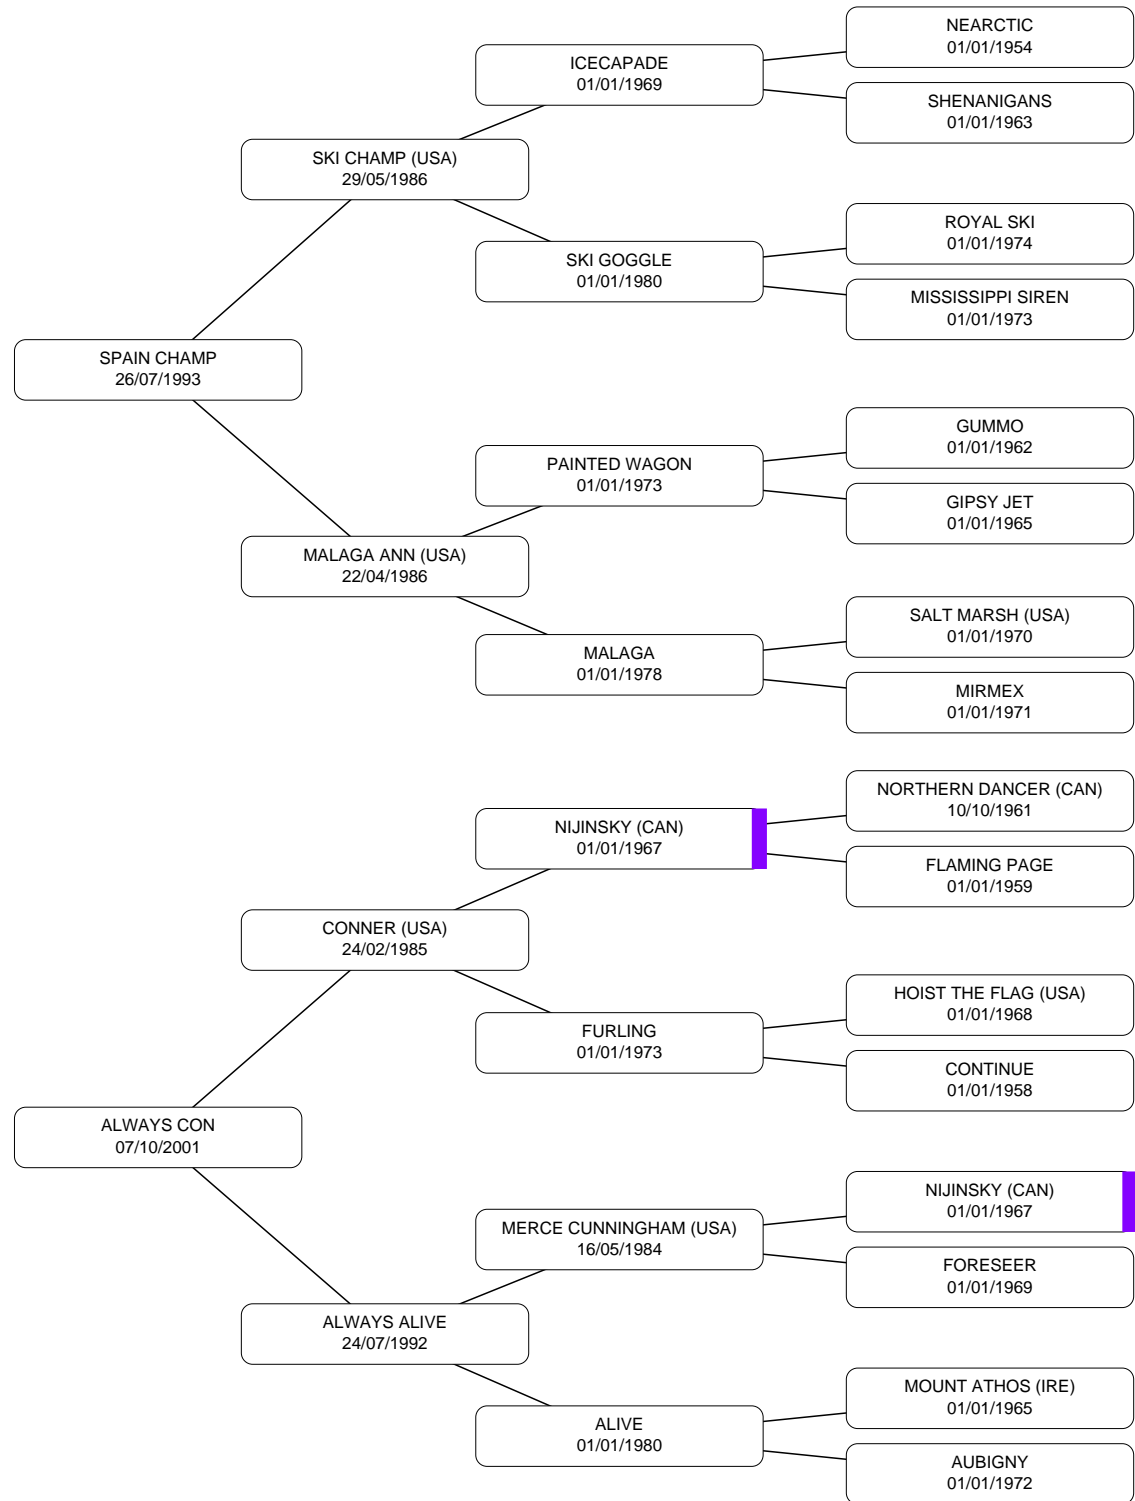 NEARCTIC
01/01/1954
ICECAPADE
01/01/1969
SHENANIGANS
01/01/1963
SKI CHAMP (USA)
29/05/1986
ROYAL SKI
01/01/1974
SKI GOGGLE
01/01/1980
MISSISSIPPI SIREN
01/01/1973
SPAIN CHAMP
26/07/1993
GUMMO
01/01/1962
PAINTED WAGON
01/01/1973
GIPSY JET
01/01/1965
MALAGA ANN (USA)
22/04/1986
SALT MARSH (USA)
01/01/1970
MALAGA
01/01/1978
MIRMEX
01/01/1971
NORTHERN DANCER (CAN)
10/10/1961
NIJINSKY (CAN)
01/01/1967
FLAMING PAGE
01/01/1959
CONNER (USA)
24/02/1985
HOIST THE FLAG (USA)
01/01/1968
FURLING
01/01/1973
CONTINUE
01/01/1958
ALWAYS CON
07/10/2001
NIJINSKY (CAN)
01/01/1967
MERCE CUNNINGHAM (USA)
16/05/1984
FORESEER
01/01/1969
ALWAYS ALIVE
24/07/1992
MOUNT ATHOS (IRE)
01/01/1965
ALIVE
01/01/1980
AUBIGNY
01/01/1972